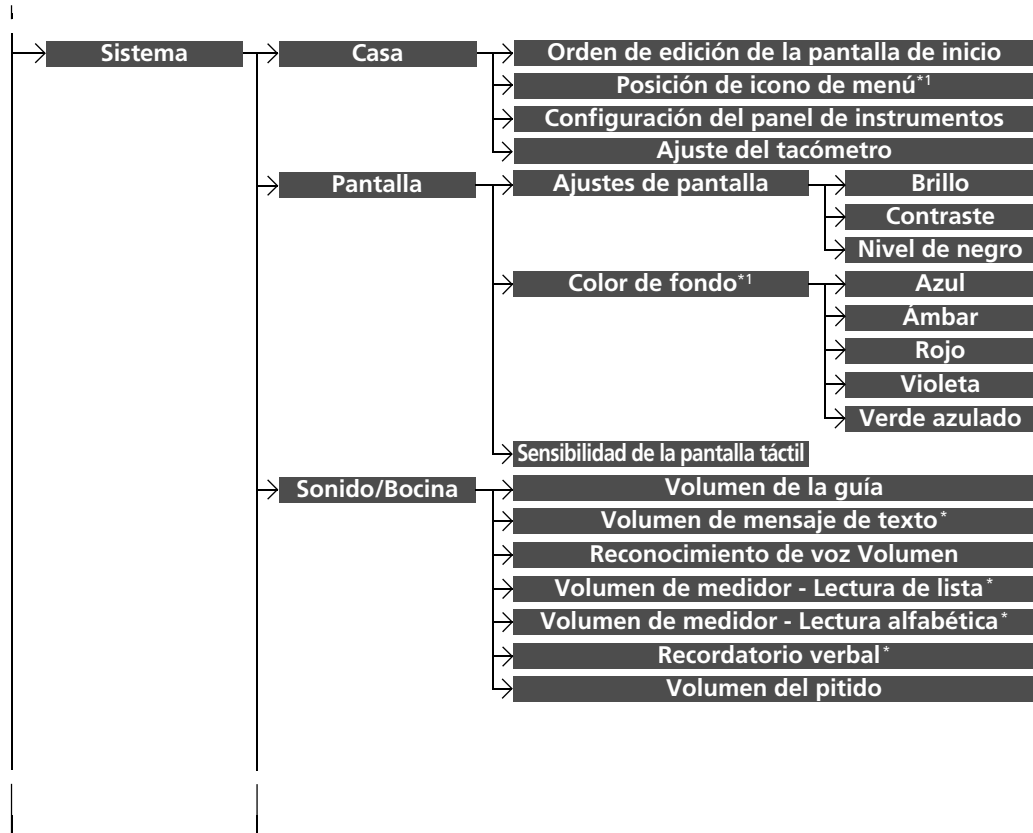 Sistema
Casa
Orden de edición de la pantalla de inicio
Posición de icono de menú*1
Configuración del panel de instrumentos
Ajuste del tacómetro
Pantalla
Ajustes de pantalla
Brillo
Contraste
Nivel de negro
Color de fondo*1
Azul
Ámbar
Rojo
Violeta
Verde azulado
Sensibilidad de la pantalla táctil
Sonido/Bocina
Volumen de la guía
Volumen de mensaje de texto*
Reconocimiento de voz Volumen
Volumen de medidor - Lectura de lista*
Volumen de medidor - Lectura alfabética*
Recordatorio verbal*
Volumen del pitido